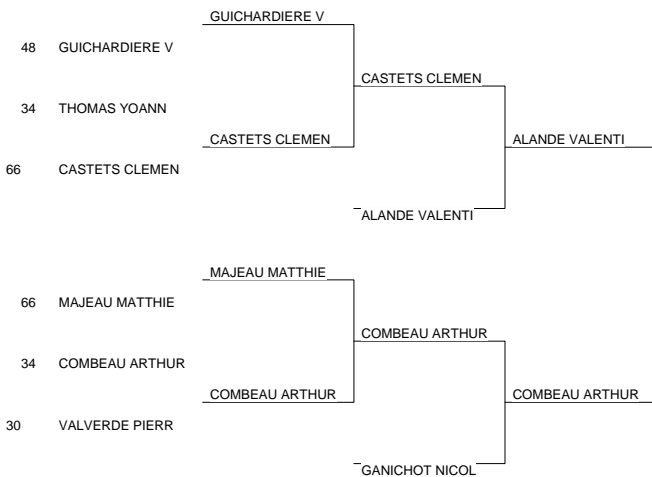 GUICHARDIERE V
48 GUICHARDIERE V
CASTETS CLEMEN
34 THOMAS YOANN
CASTETS CLEMEN
ALANDE VALENTI
66 CASTETS CLEMEN
ALANDE VALENTI
MAJEAU MATTHIE
66 MAJEAU MATTHIE
COMBEAU ARTHUR
34 COMBEAU ARTHUR
COMBEAU ARTHUR
COMBEAU ARTHUR
30 VALVERDE PIERR
GANICHOT NICOL